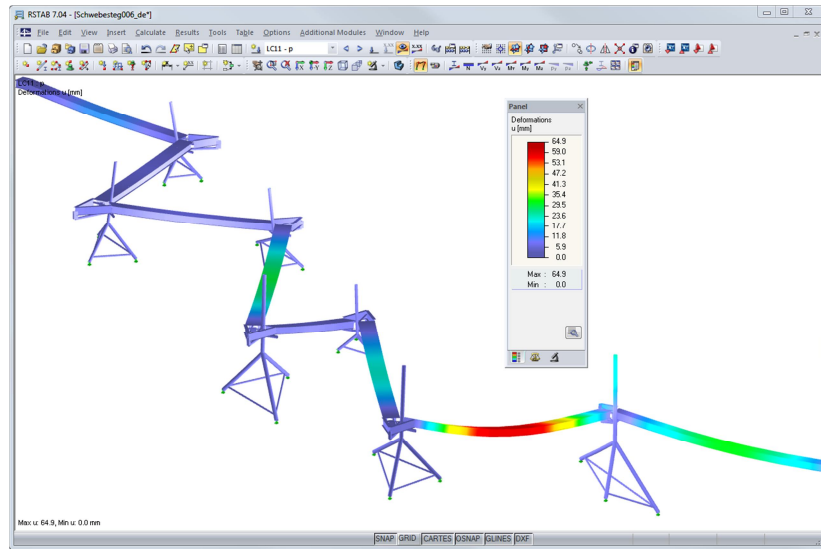 RSTAB 7.04 - [Schwebesteg006_de*]
File Edit View Insert Calculate Results Tools Table Options Additional Modules Window Help
LC11 - p
LC11 - p
Deformations u [mm]
Panel
Deformations
u [mm]
64.9
59.0
53.1
47.2
41.3
35.4
29.5
23.6
17.7
11.8
5.9
0.0
Max : 64.9
Min : 0.0
Max u: 64.9, Min u: 0.0 mm
SNAP GRID CARTES OSNAP GLINES DXF